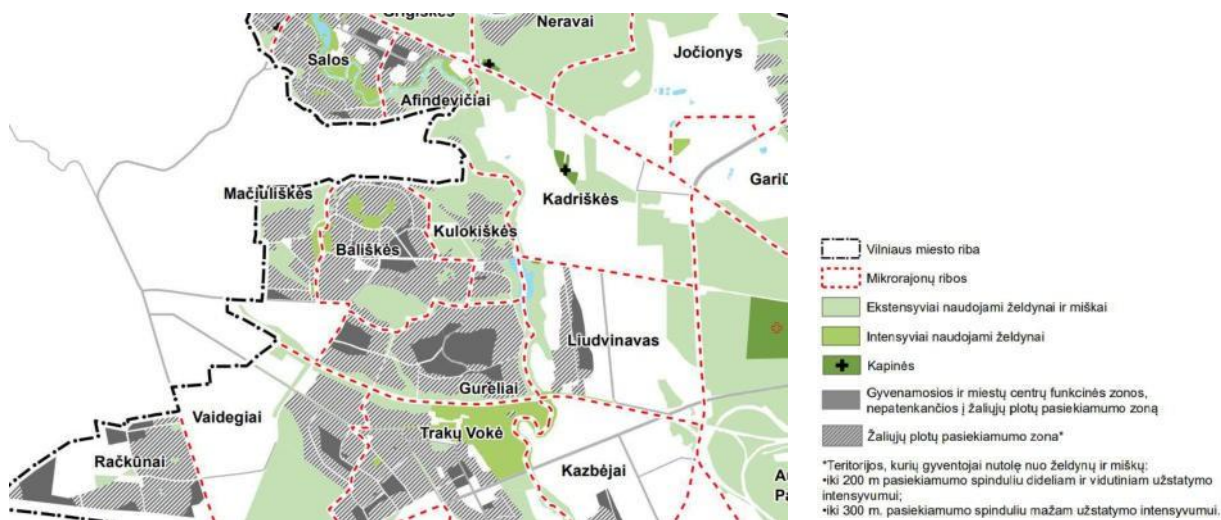 Grigiškės
Neravai
Salos
Jočionys
Afindevičiai
Kadriškės
Mačiuliškės
Kulokiškės
Bališkės
Liudvinavas
Gureliai
Vaidegiai
Trakų Vokė
Račkūnai
Kazbėjai
Vilniaus miesto riba
Mikrorajonų ribos
Ekstensyviai naudojami želdynai ir miškai
Intensyviai naudojami želdynai
Kapinės
Gyvenamosios ir miestų centrų funkcinės zonos,
nepatenkančios į žaliųjų plotų pasiekiamumo zoną
Žaliųjų plotų pasiekiamumo zona*
*Teritorijos, kurių gyventojai nutolę nuo želdynų ir miškų:
•iki 200 m pasiekiamumo spinduliu dideliam ir vidutiniam užstatymo
intensyvumui;
•iki 300 m. pasiekiamumo spinduliu mažam užstatymo intensyvumui.